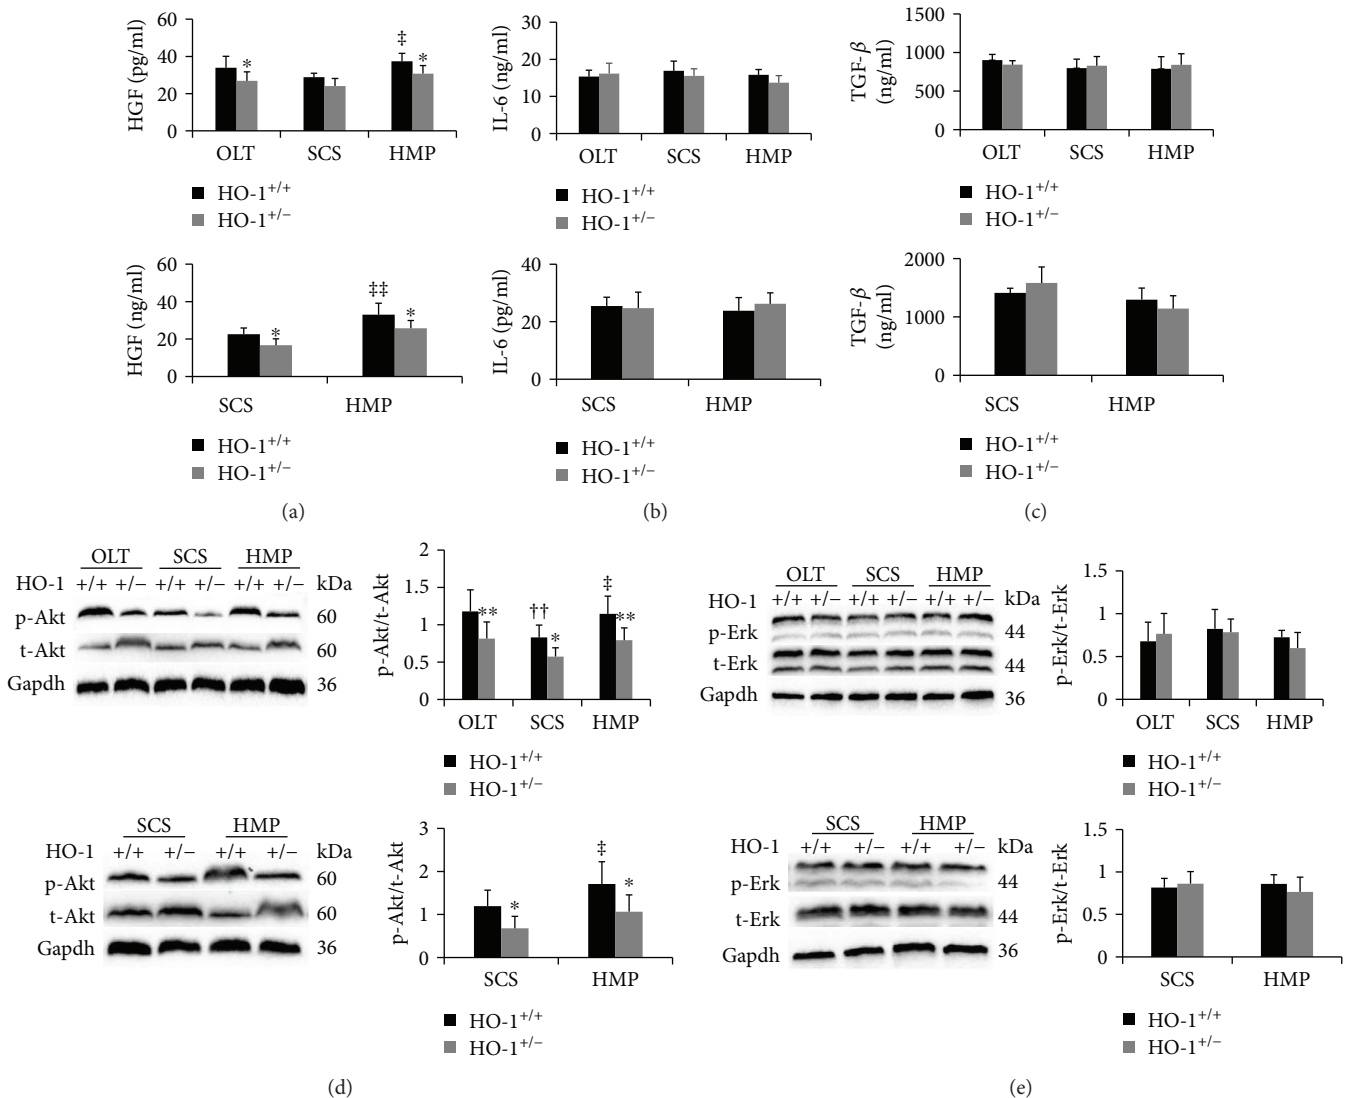 HGF (pg/ml)
80
60
40
20
0
* ‡ *
OLT SCS HMP
HO-1+/+
HO-1+/−
IL-6 (ng/ml)
30
20
10
0
OLT SCS HMP
HO-1+/+
HO-1+/−
TGF-β
(ng/ml)
1500
1000
500
0
OLT SCS HMP
HO-1+/+
HO-1+/−
HGF (ng/ml)
60
40
20
0
* ‡‡ *
SCS HMP
HO-1+/+
HO-1+/−
(a)
IL-6 (pg/ml)
40
20
0
SCS HMP
HO-1+/+
HO-1+/−
(b)
TGF-β
(ng/ml)
2000
1000
0
SCS HMP
HO-1+/+
HO-1+/−
(c)
OLT SCS HMP
HO-1 +/+ +/− +/+ +/− +/+ +/− kDa
p-Akt 60
t-Akt 60
Gapdh 36
p-Akt/t-Akt
2
1.5
1
0.5
0
** †† * ‡ **
OLT SCS HMP
HO-1+/+
HO-1+/−
SCS HMP
HO-1 +/+ +/− +/+ +/− kDa
p-Akt 60
t-Akt 60
Gapdh 36
p-Akt/t-Akt
3
2
1
0
* ‡ *
SCS HMP
HO-1+/+
HO-1+/−
(d)
OLT SCS HMP
HO-1 +/+ +/− +/+ +/− +/+ +/− kDa
p-Erk 44
t-Erk 44
Gapdh 36
p-Erk/t-Erk
1.5
1
0.5
0
OLT SCS HMP
HO-1+/+
HO-1+/−
SCS HMP
HO-1 +/+ +/− +/+ +/− kDa
p-Erk 44
t-Erk 44
Gapdh 36
p-Erk/t-Erk
1.5
1
0.5
0
SCS HMP
HO-1+/+
HO-1+/−
(e)